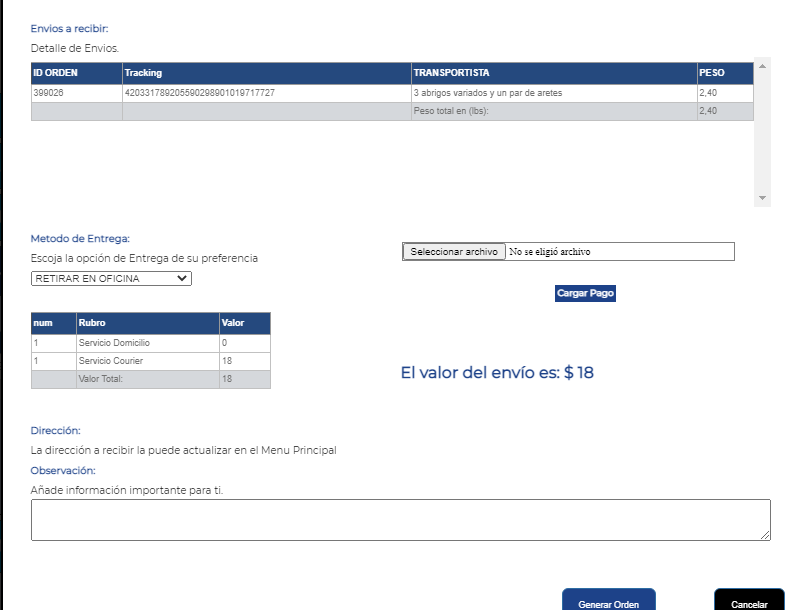 Envios a recibir:
Detalle de Envios.
ID ORDEN Tracking TRANSPORTISTA PESO
399026 420331789205590298901019717727 3 abrigos variados y un par de aretes 2,40
Peso total en (lbs): 2,40
Metodo de Entrega:
Escoja la opción de Entrega de su preferencia
RETIRAR EN OFICINA
Seleccionar archivo No se eligió archivo
Cargar Pago
num Rubro Valor
1 Servicio Domicilio 0
1 Servicio Courier 18
Valor Total: 18
El valor del envío es: $ 18
Dirección:
La dirección a recibir la puede actualizar en el Menu Principal
Observación:
Añade información importante para ti.
Generar Orden Cancelar